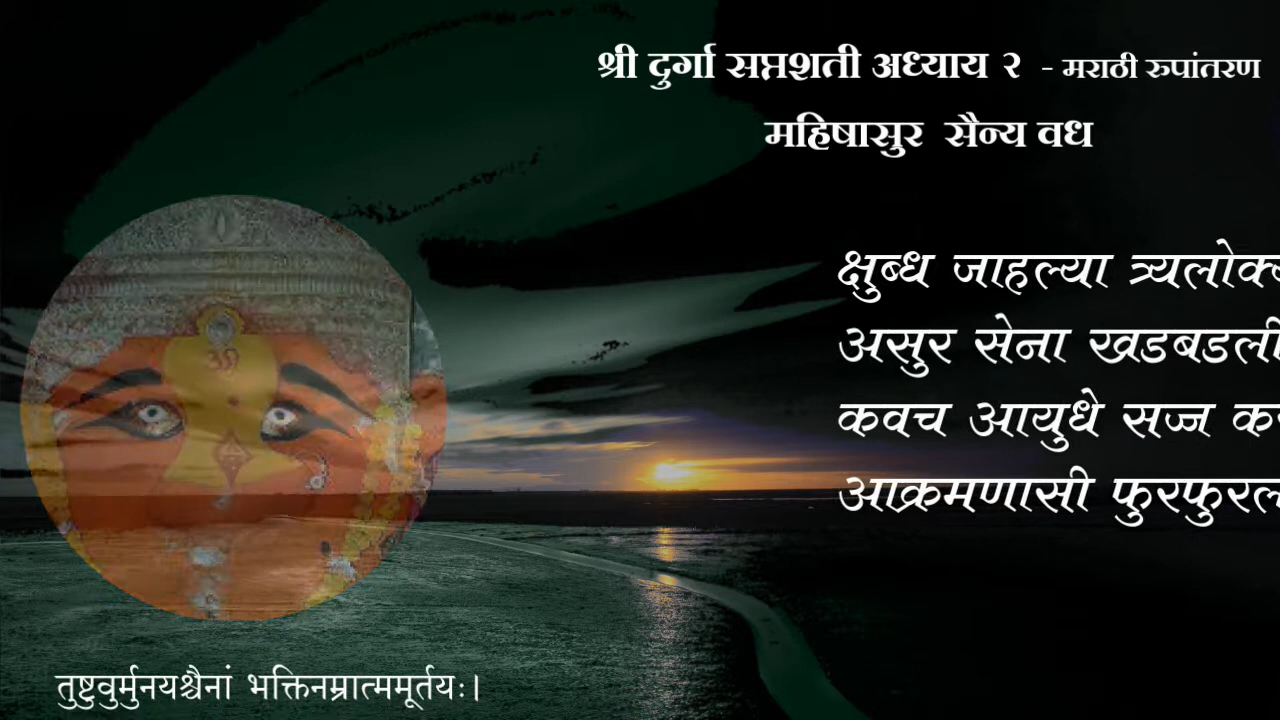 श्री दुर्गा सप्तशती अध्याय २ - मराठी रुपांतरण
महिषासुर सैन्य वध
क्षुब्ध जाहल्या
असुर सेना खडबडली
कवच आयुधे सज्ज
आक्रमणासी
तुष्टुवुर्मुनयश्चैनां भक्तिनम्रात्ममूर्तयः।
ॐ